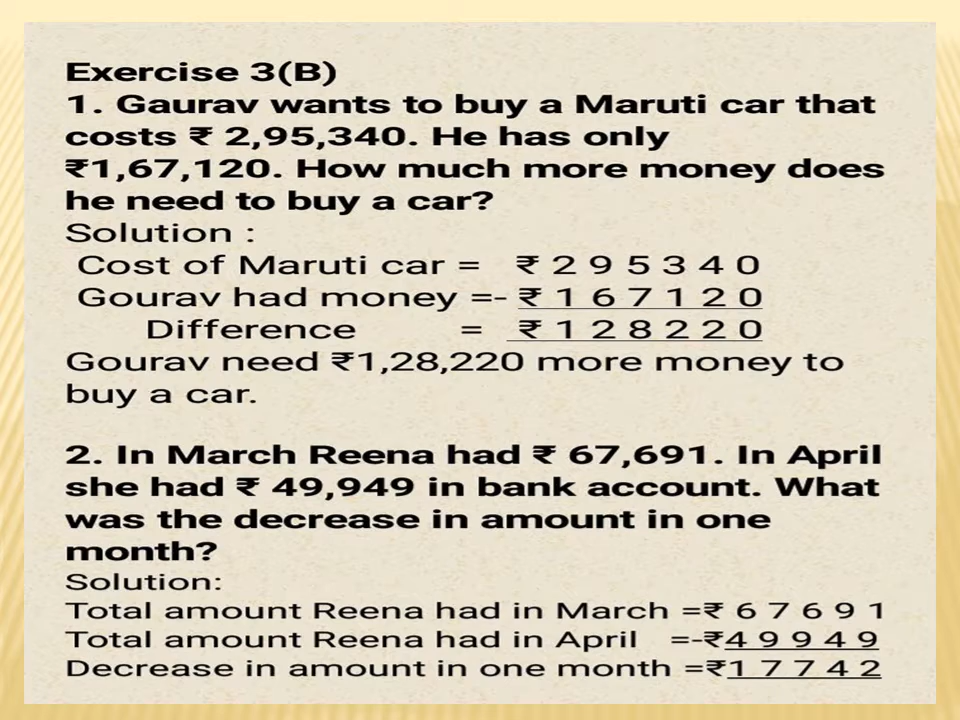 Exercise 3(B)
1. Gaurav wants to buy a Maruti car that
costs ₹ 2,95,340. He has only
₹1,67,120. How much more money does
he need to buy a car?
Solution :
Cost of Maruti car = ₹ 2 9 5 3 4 0
Gourav had money =- ₹ 1 6 7 1 2 0
Difference = ₹ 1 2 8 2 2 0
Gourav need ₹1,28,220 more money to
buy a car.
2. In March Reena had ₹ 67,691. In April
she had ₹ 49,949 in bank account. What
was the decrease in amount in one
month?
Solution:
Total amount Reena had in March =₹ 6 7 6 9 1
Total amount Reena had in April =-₹4 9 9 4 9
Decrease in amount in one month =₹1 7 7 4 2